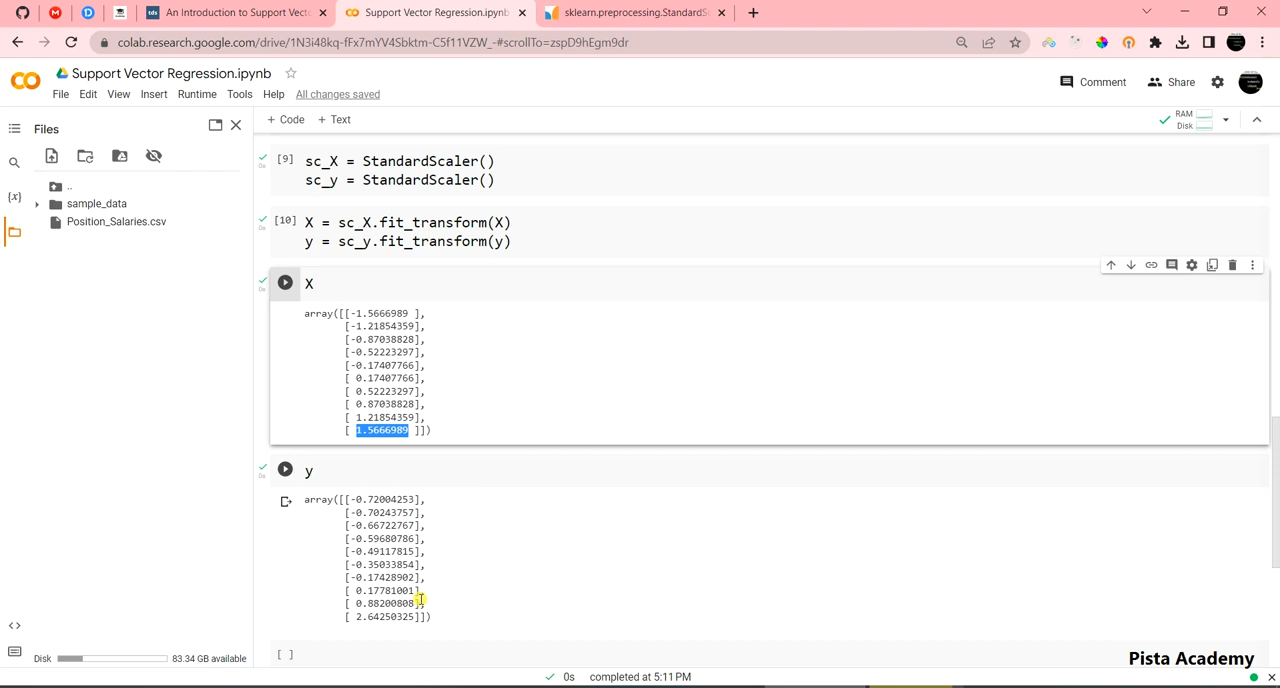 An Introduction to Support Vecto
Support Vector Regression.ipynb
sklearn.preprocessing.StandardSc
colab.research.google.com/drive/1N3i48kq-fFx7mYV4Sbktm-C5f11VZW_-#scrollTo=zspD9hEgm9dr
Support Vector Regression.ipynb
Comment
Share
File Edit View Insert Runtime Tools Help All changes saved
Files
+ Code + Text
RAM
Disk
..
sample_data
Position_Salaries.csv
[9] sc_X = StandardScaler()
sc_y = StandardScaler()
[10] X = sc_X.fit_transform(X)
y = sc_y.fit_transform(y)
X
array([[-1.5666989 ],
[-1.21854359],
[-0.87038828],
[-0.52223297],
[-0.17407766],
[ 0.17407766],
[ 0.52223297],
[ 0.87038828],
[ 1.21854359],
[ 1.5666989 ]])
y
array([[-0.72004253],
[-0.70243757],
[-0.66722767],
[-0.59680786],
[-0.49117815],
[-0.35033854],
[-0.17428902],
[ 0.17781001],
[ 0.88200808],
[ 2.64250325]])
[ ]
Disk 83.34 GB available
0s completed at 5:11 PM
Pista Academy